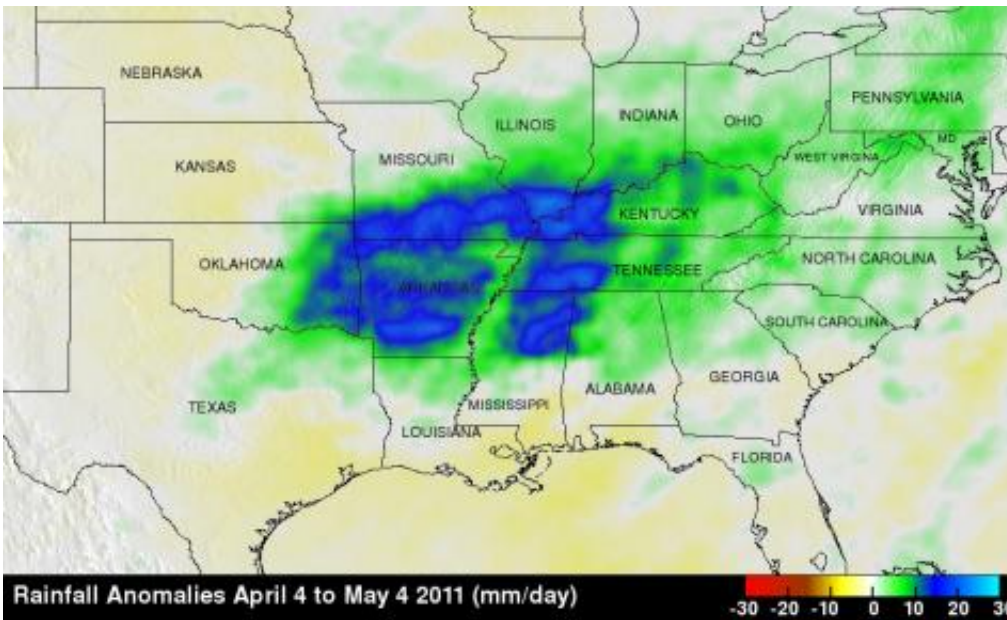 NEBRASKA
PENNSYLVANIA
INDIANA
OHIO
ILLINOIS
MD
MISSOURI
KANSAS
WEST VIRGINIA
VIRGINIA
KENTUCKY
NORTH CAROLINA
OKLAHOMA
TENNESSEE
ARKANSAS
SOUTH CAROLINA
GEORGIA
ALABAMA
TEXAS
MISSISSIPPI
LOUISIANA
FLORIDA
Rainfall Anomalies April 4 to May 4 2011 (mm/day)
-30 -20 -10 0 10 20 30